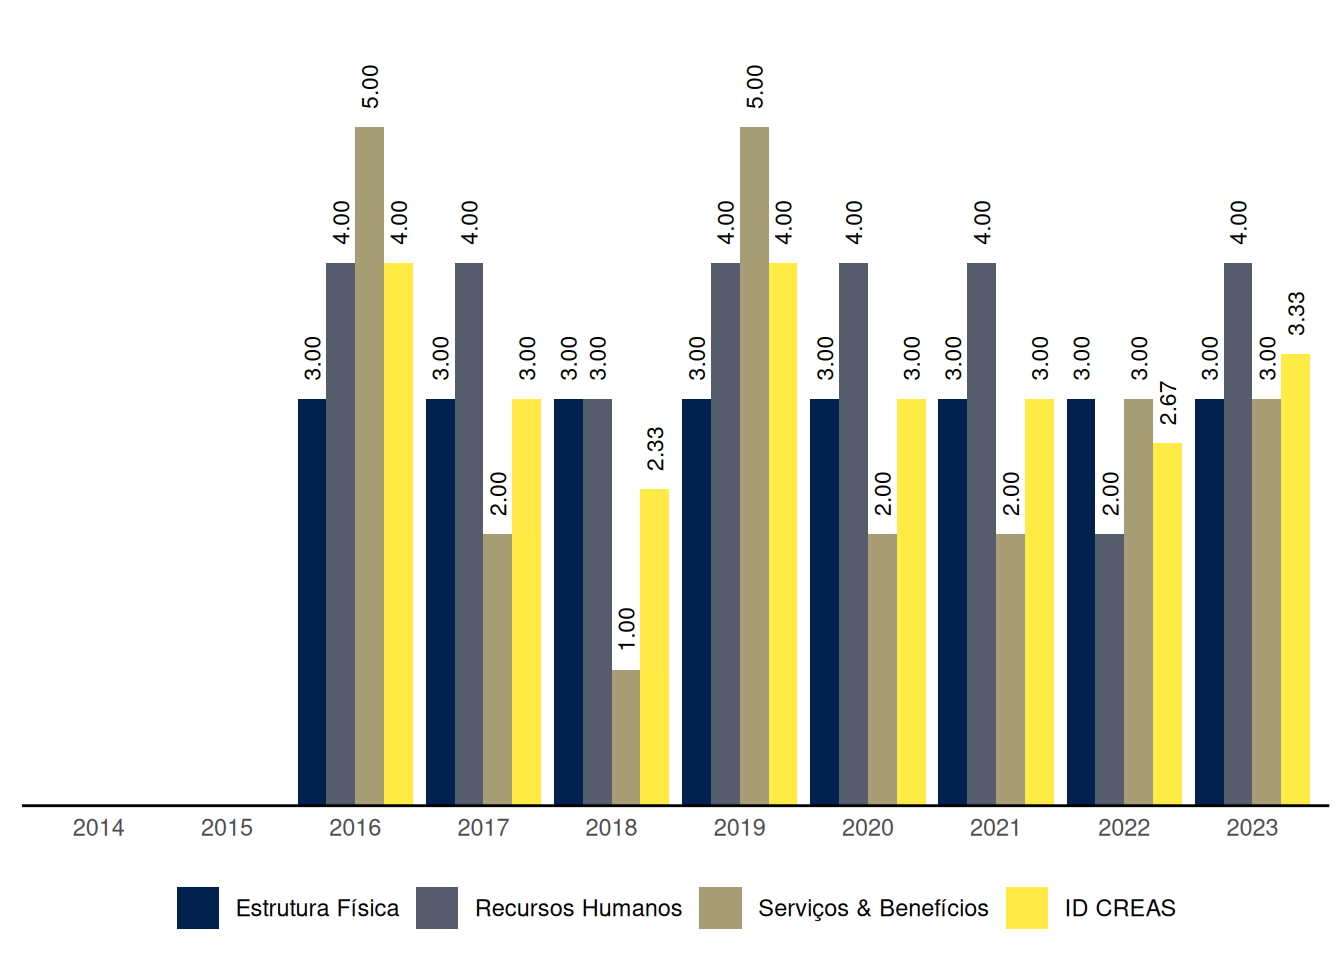 5.00 5.00
4.00 4.00 4.00 4.00 4.00 4.00 4.00 4.00
3.33
3.00 3.00 3.00 3.00 3.00 3.00 3.00 3.00 3.00 3.00 3.00 3.00 3.00 3.00
2.67
2.33
2.00 2.00 2.00 2.00
1.00
2014 2015 2016 2017 2018 2019 2020 2021 2022 2023
Estrutura Física Recursos Humanos Serviços & Benefícios ID CREAS